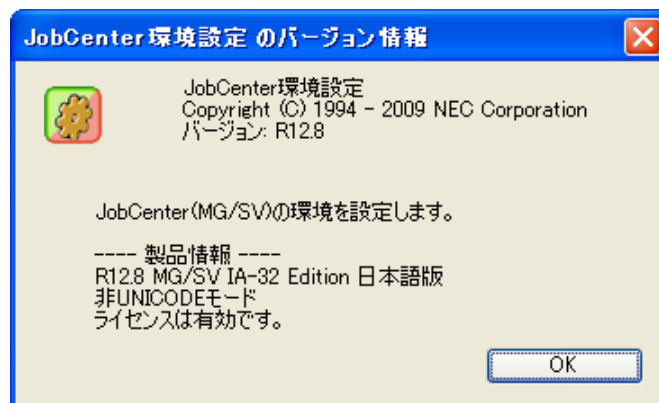 JobCenter環境設定 のバージョン情報
JobCenter環境設定
Copyright (C) 1994 - 2009 NEC Corporation
バージョン: R12.8
JobCenter(MG/SV)の環境を設定します。
---- 製品情報 ----
R12.8 MG/SV IA-32 Edition 日本語版
非UNICODEモード
ライセンスは有効です。
OK